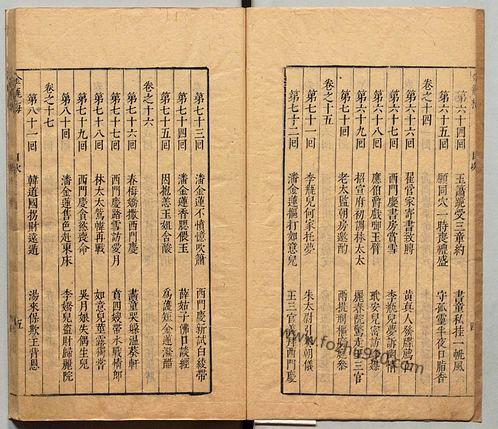 第六十四回 玉簫跪受三章約 書童私挂一帆風
第六十五回 願同穴一時喪禮盛 守孤靈半夜口脂香
卷之十四
第六十六回 翟管家寄書致賻 黃真人發牒薦亡
第六十七回 西門慶書房賞雪 李瓶兒夢訴幽情
第六十八回 應伯爵戲啣玉臂 玳安兒密訪蜂媒
第六十九回 招宣府初調林太太 麗春院驚走王三官
第七十回 老太監朝房邀酌 二提刑庭參
卷之十五
第七十一回 李瓶兒何家托夢 朱太尉引奏朝儀
第七十二回 潘金蓮摳打如意兒 王三官義拜西門慶
第七十三回 潘金蓮不憤憶吹簫 西門慶新試白綾帶
第七十四回 潘金蓮香腮偎玉 薛姑子佛口談經
第七十五回 因抱恙玉姐含酸 為護短金蓮潑醋
卷之十六
第七十六回 春梅嬌撒西門慶 畫童哭躲溫葵軒
第七十七回 西門慶踏雪訪愛月 賁四嫂帶水戰情郎
第七十八回 林太太鴛幃再戰 如意兒莖露獨嘗
第七十九回 西門慶貪慾喪命 吳月娘失偶生兒
第八十回 潘金蓮售色赴東床 李嬌兒盜財歸麗院
卷之十七
第八十一回 韓道國拐財遠遁 湯來保欺主背恩
金瓶梅 目次 五